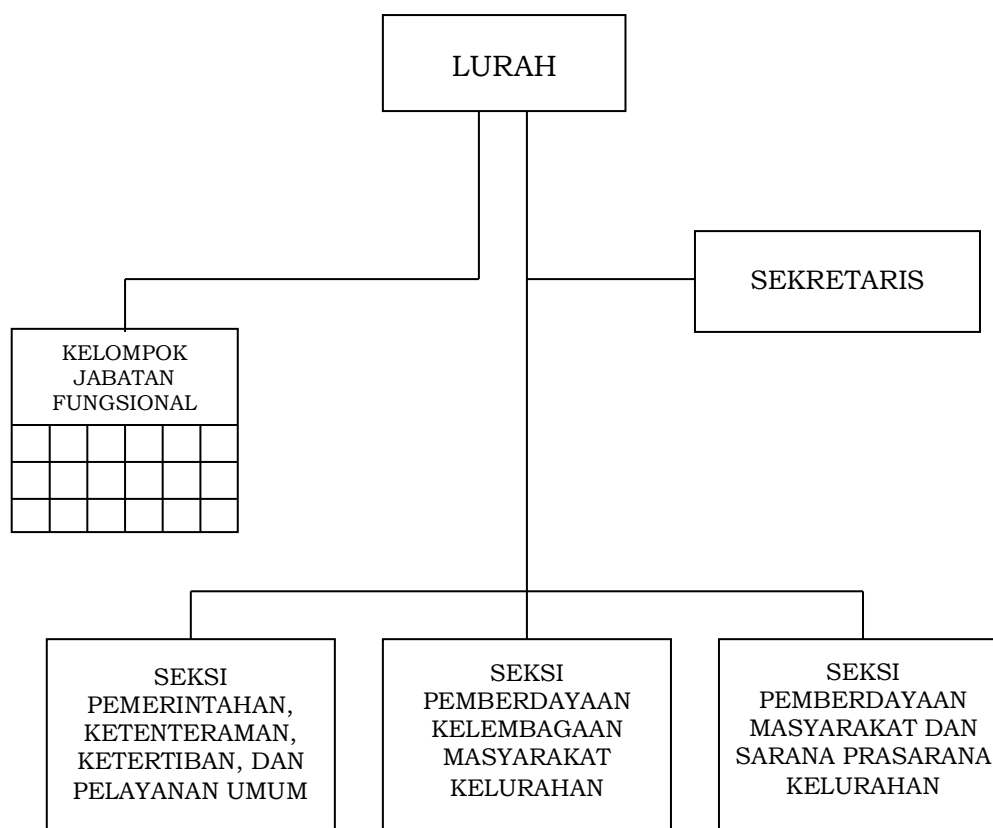 LURAH
SEKRETARIS
KELOMPOK
JABATAN
FUNGSIONAL
SEKSI
PEMERINTAHAN,
KETENTERAMAN,
KETERTIBAN, DAN
PELAYANAN UMUM
SEKSI
PEMBERDAYAAN
KELEMBAGAAN
MASYARAKAT
KELURAHAN
SEKSI
PEMBERDAYAAN
MASYARAKAT DAN
SARANA PRASARANA
KELURAHAN